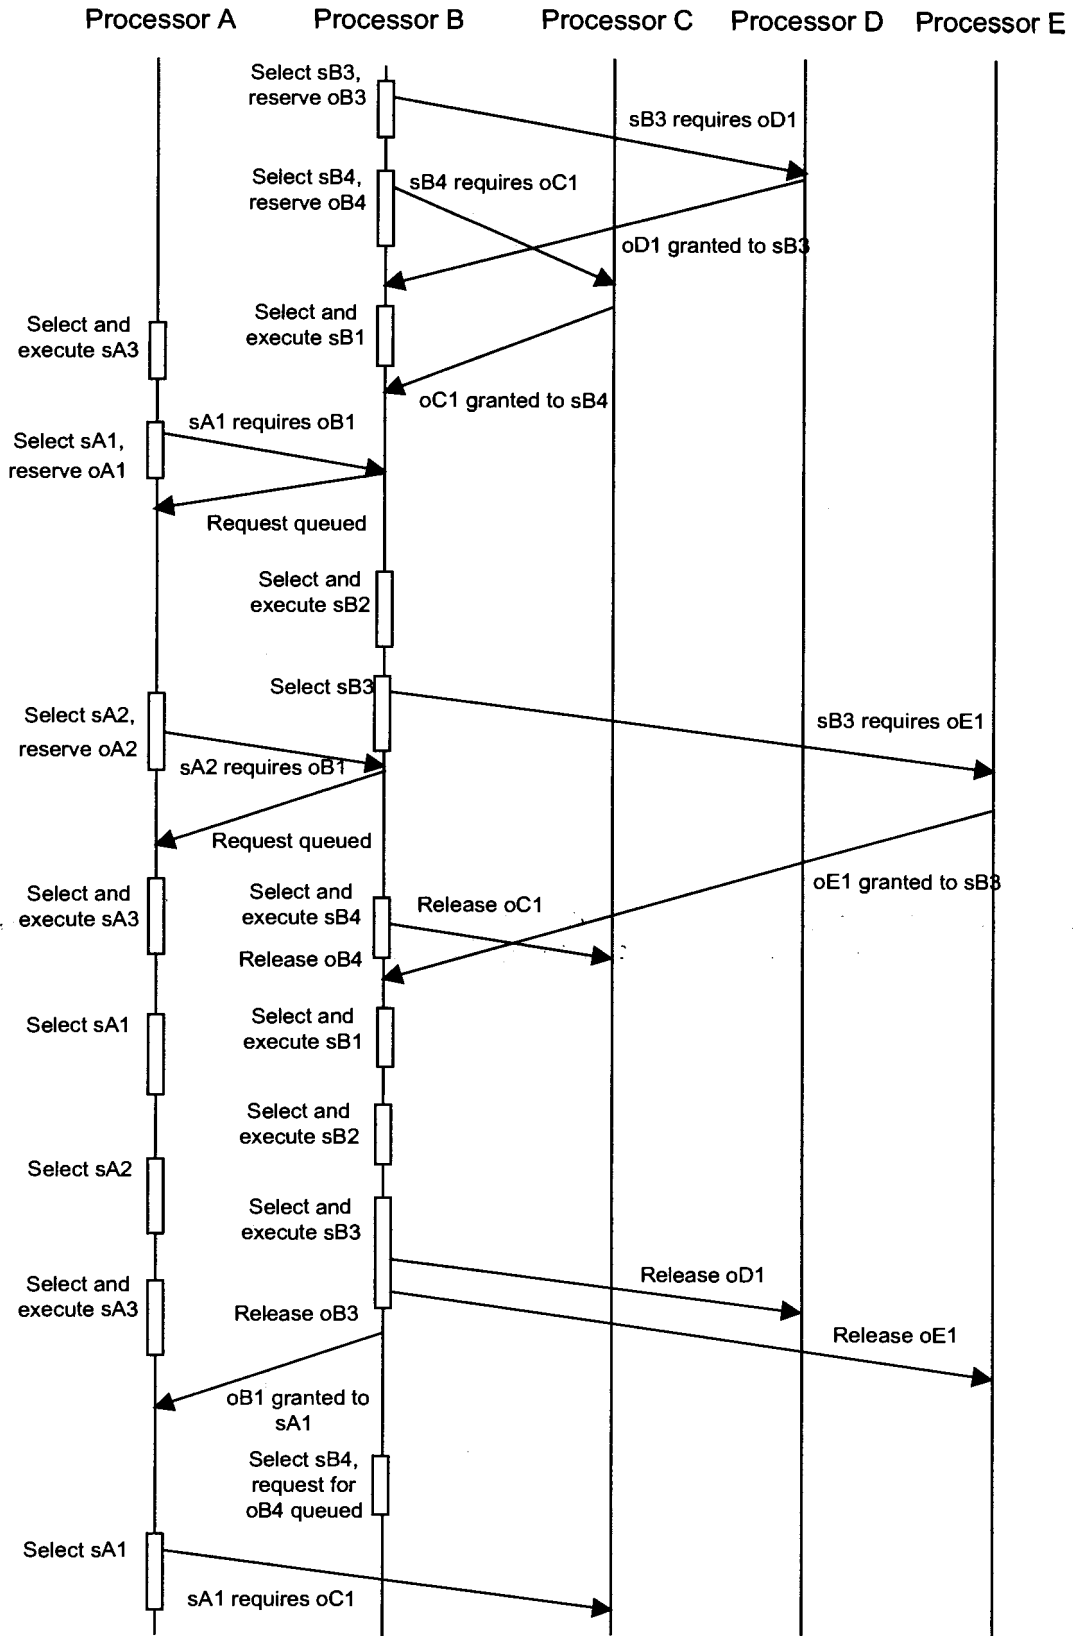 Processor A
Processor B
Processor C
Processor D
Processor E
Select sB3,
reserve oB3
sB3 requires oD1
Select sB4,
reserve oB4
sB4 requires oC1
oD1 granted to sB3
Select and
execute sB1
Select and
execute sA3
oC1 granted to sB4
sA1 requires oB1
Select sA1,
reserve oA1
Request queued
Select and
execute sB2
Select sB3
Select sA2,
reserve oA2
sB3 requires oE1
sA2 requires oB1
Request queued
oE1 granted to sB3
Select and
execute sA3
Select and
execute sB4
Release oC1
Release oB4
Select sA1
Select and
execute sB1
Select and
execute sB2
Select sA2
Select and
execute sB3
Release oD1
Select and
execute sA3
Release oB3
Release oE1
oB1 granted to
sA1
Select sB4,
request for
oB4 queued
Select sA1
sA1 requires oC1